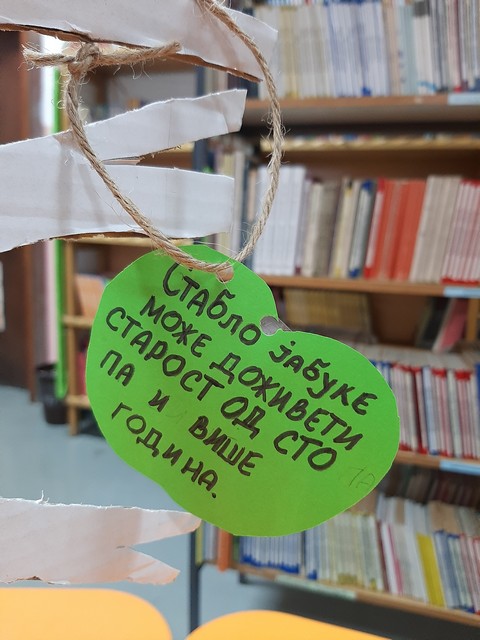 Стабло јабуке
може доживети
старост од сто
па и више
година.